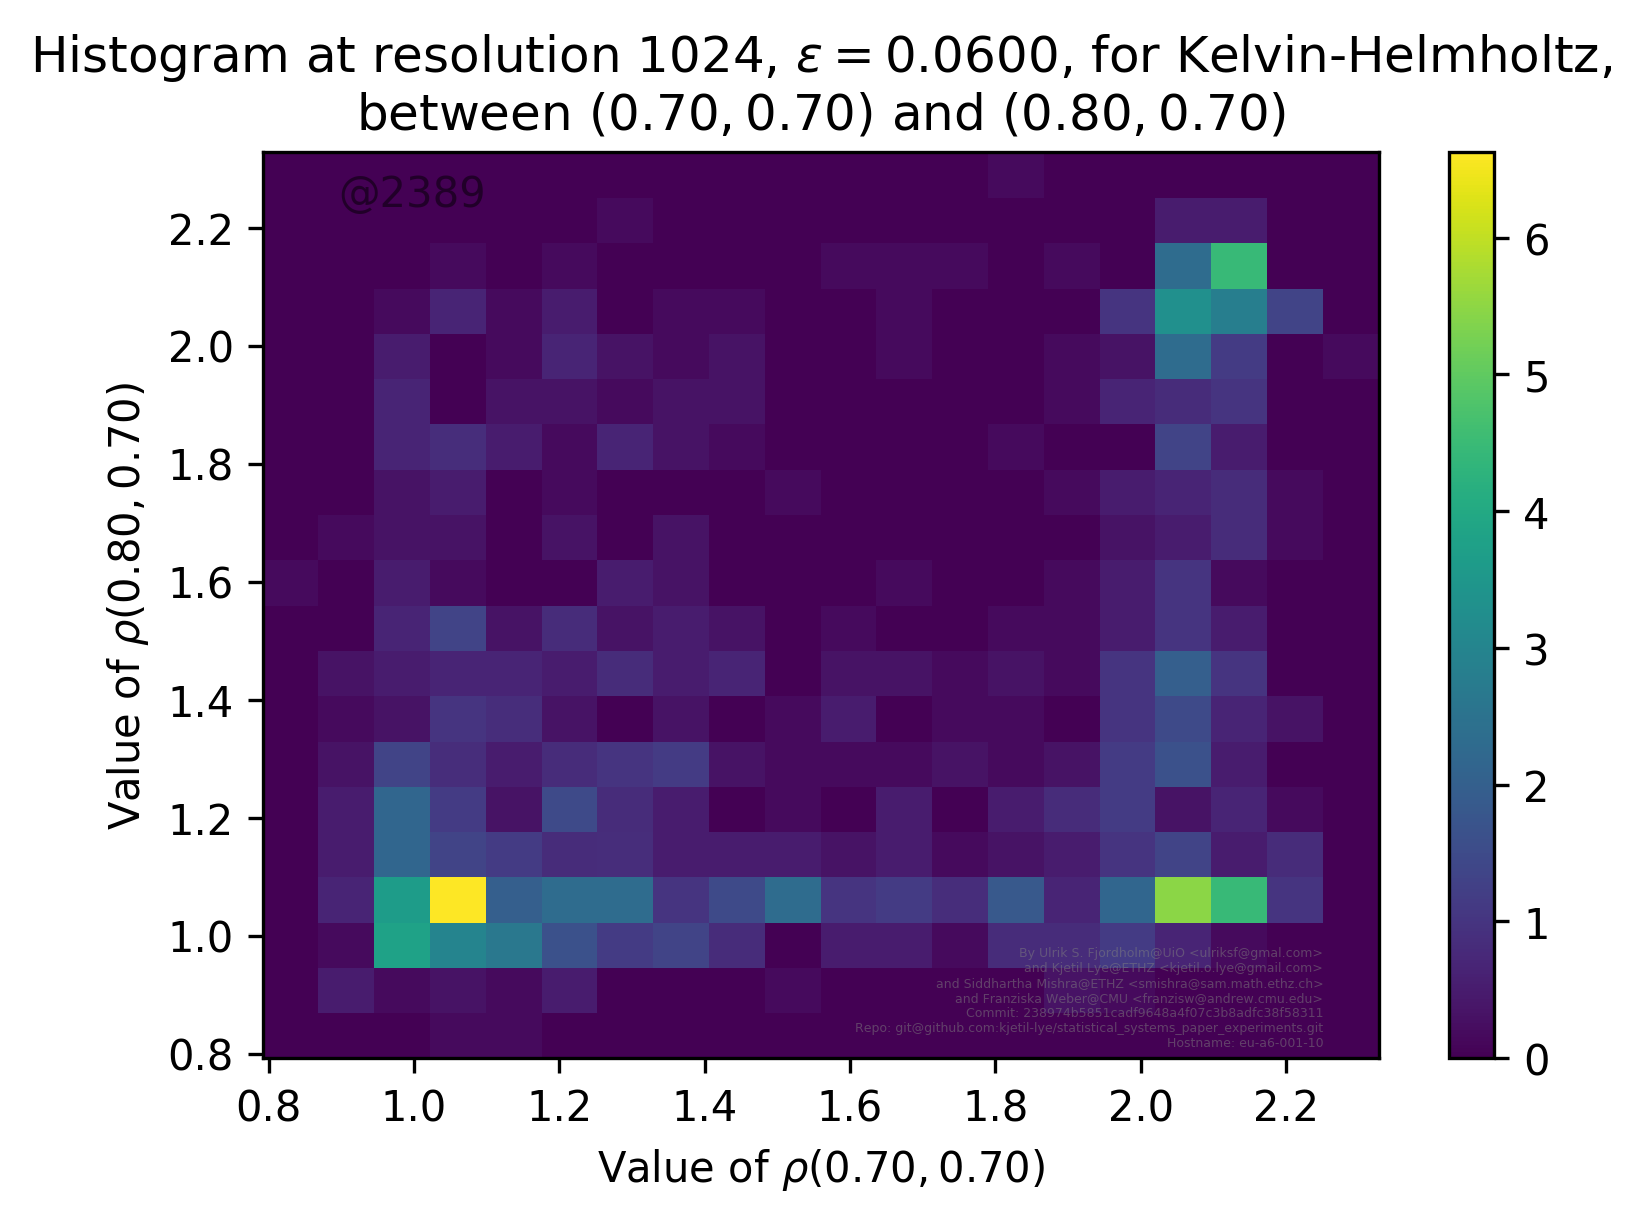 Histogram at resolution 1024, ε = 0.0600, for Kelvin-Helmholtz,
between (0.70, 0.70) and (0.80, 0.70)
@2389
2.2
2.0
1.8
1.6
1.4
1.2
1.0
0.8
Value of ρ(0.80, 0.70)
0.8 1.0 1.2 1.4 1.6 1.8 2.0 2.2
Value of ρ(0.70, 0.70)
6
5
4
3
2
1
0
By Ulrik S. Fjordholm@UiO <ulriksf@gmal.com>
and Kjetil Lye@ETHZ <kjetil.o.lye@gmail.com>
and Siddhartha Mishra@ETHZ <smishra@sam.math.ethz.ch>
and Franziska Weber@CMU <franzisw@andrew.cmu.edu>
Commit: 238974b5851cadf9648a4f07c3b8adfc38f58311
Repo: git@github.com:kjetil-lye/statistical_systems_paper_experiments.git
Hostname: eu-a6-001-10